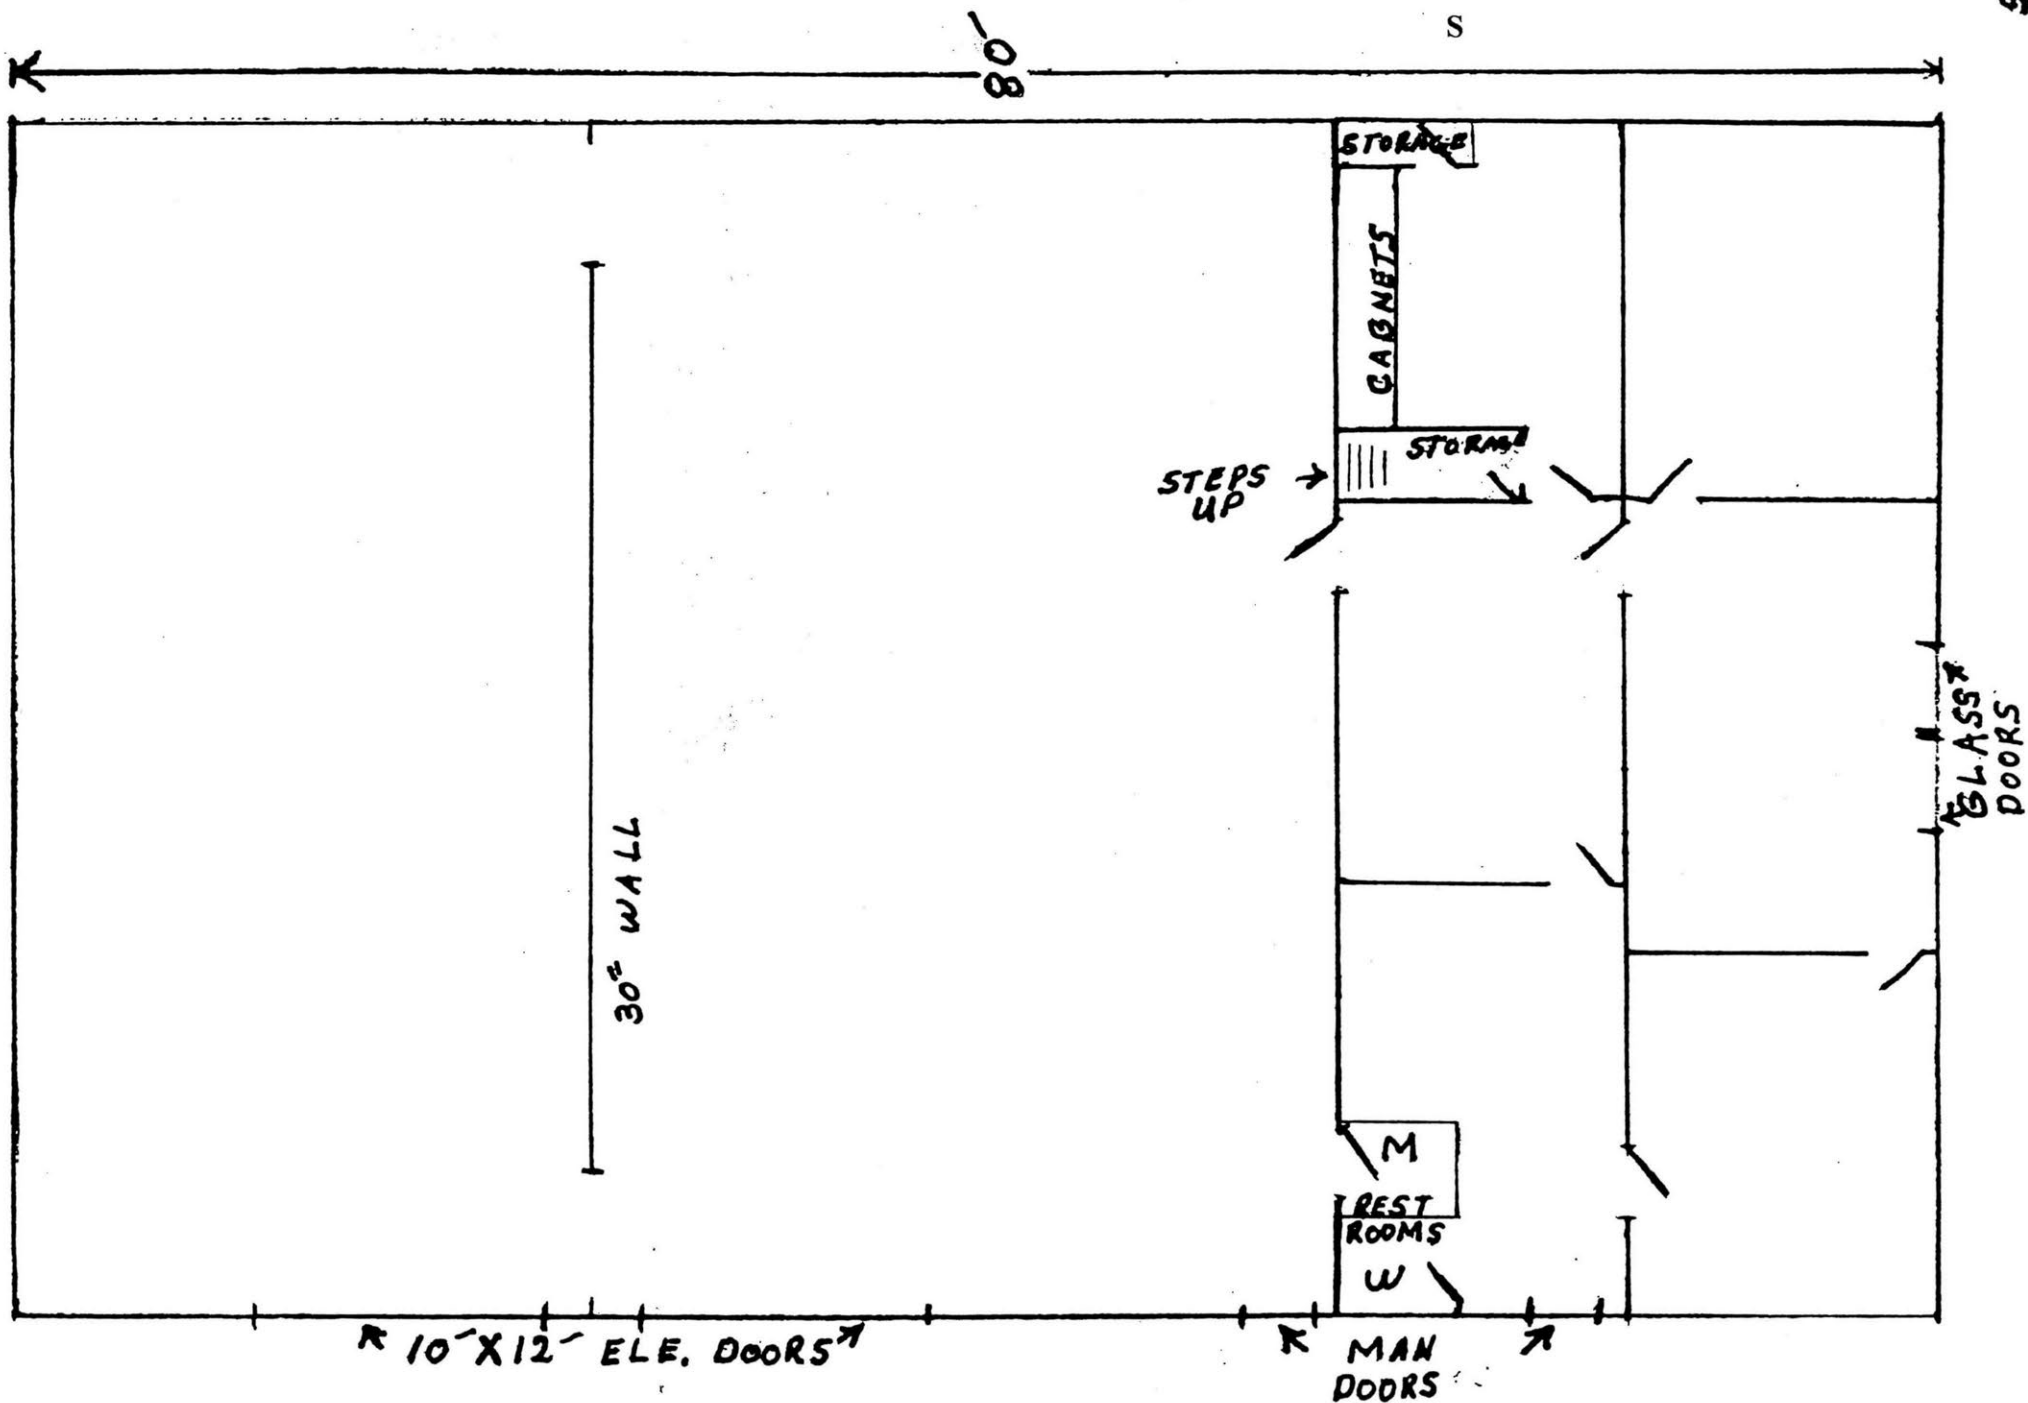 S
80'
STORAGE
CABNETS
STORAGE
STEPS
UP
GLASS
DOORS
30" WALL
M
REST
ROOMS
W
10'X12' ELE. DOORS
MAN
DOORS